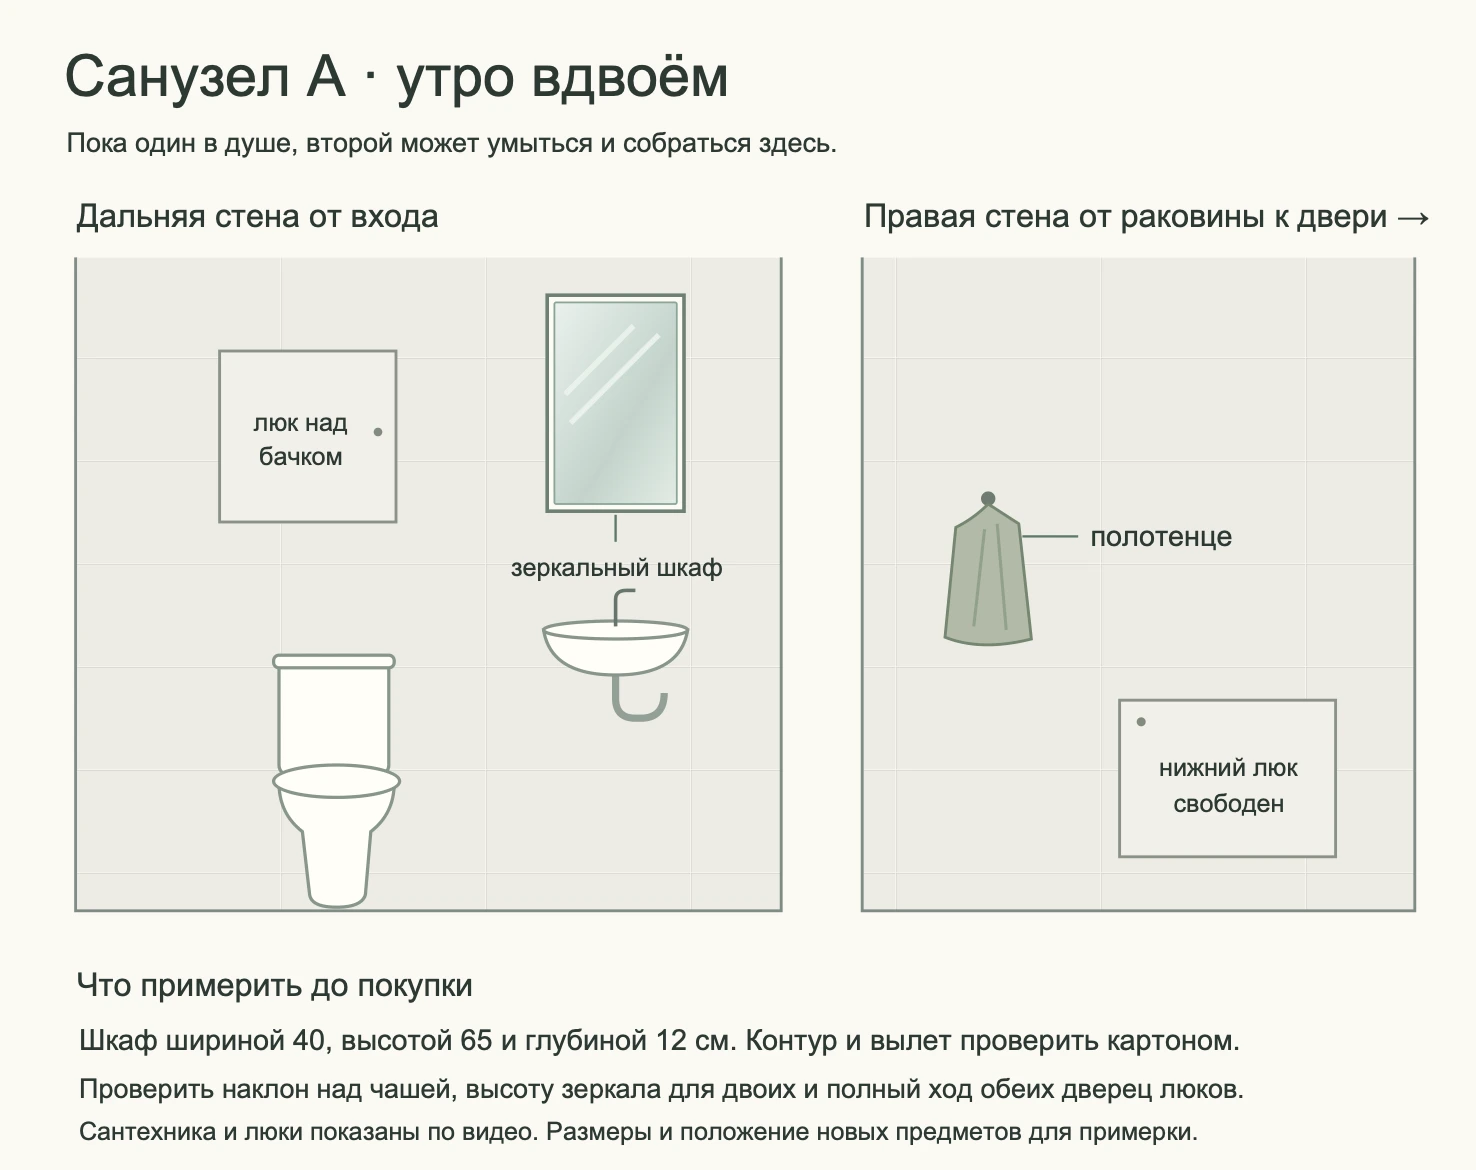 Санузел А · утро вдвоём
Пока один в душе, второй может умыться и собраться здесь.
Дальняя стена от входа
Правая стена от раковины к двери →
люк над
бачком
зеркальный шкаф
полотенце
нижний люк
свободен
Что примерить до покупки
Шкаф шириной 40, высотой 65 и глубиной 12 см. Контур и вылет проверить картоном.
Проверить наклон над чашей, высоту зеркала для двоих и полный ход обеих дверец люков.
Сантехника и люки показаны по видео. Размеры и положение новых предметов для примерки.